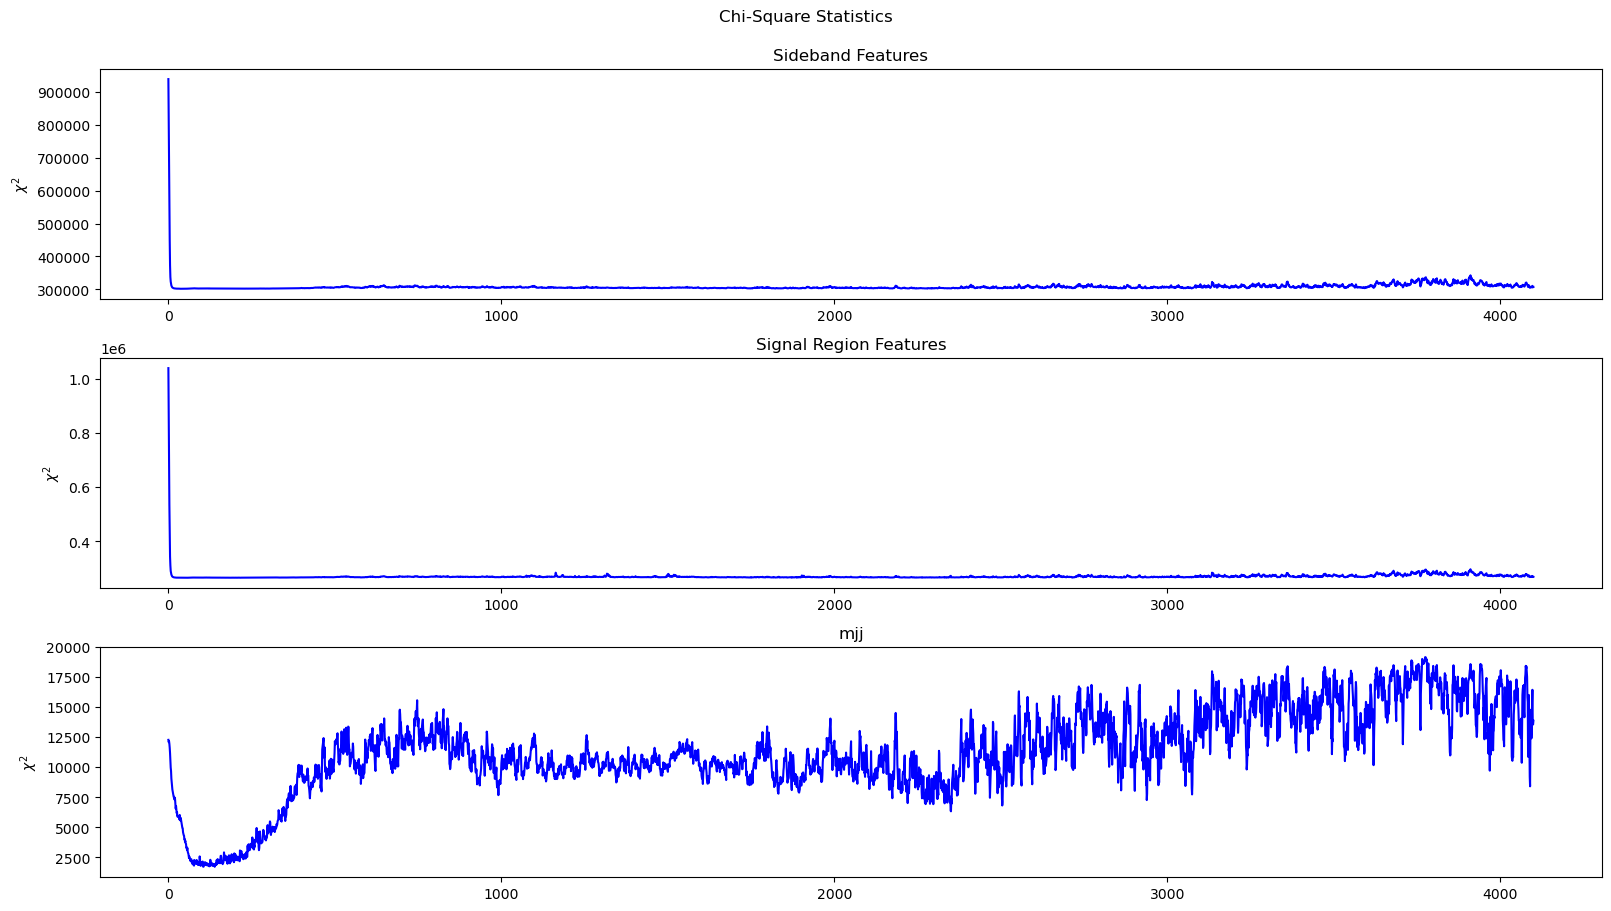 Chi-Square Statistics
Sideband Features
χ²
900000
800000
700000
600000
500000
400000
300000
0 1000 2000 3000 4000
Signal Region Features
1e6
χ²
1.0
0.8
0.6
0.4
0 1000 2000 3000 4000
mjj
χ²
20000
17500
15000
12500
10000
7500
5000
2500
0 1000 2000 3000 4000